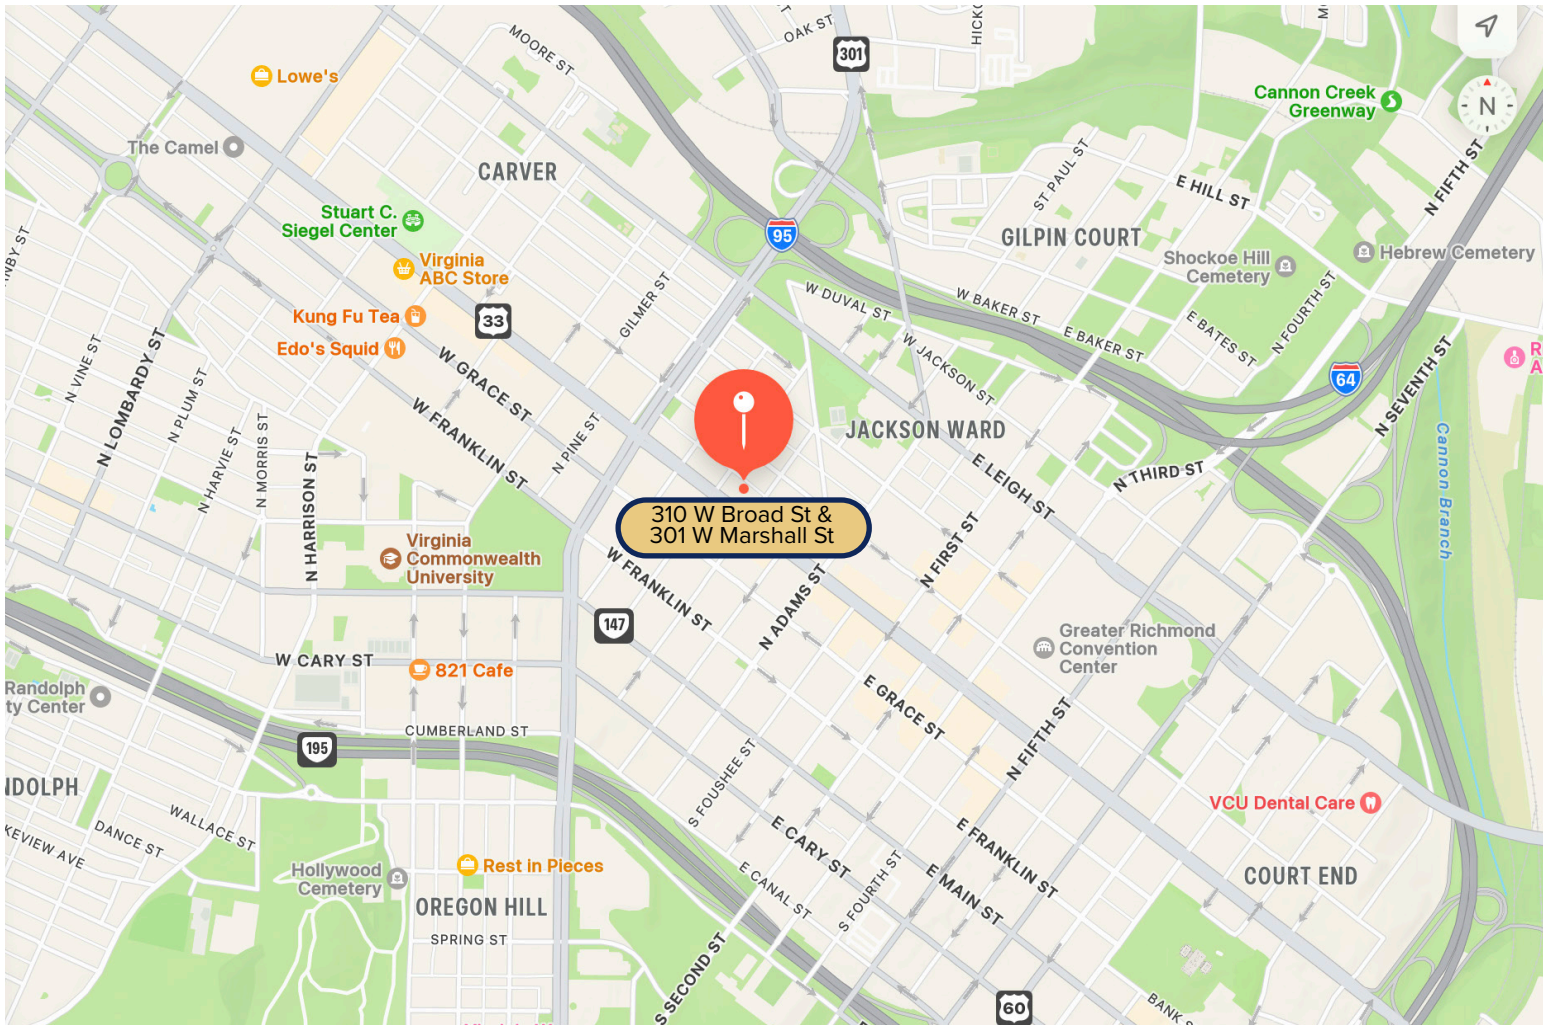 OAK ST
HICKO
MOORE ST
301
Lowe's
Cannon Creek
Greenway
N
The Camel
CARVER
ST PAUL ST
E HILL ST
N FIFTH ST
Stuart C.
Siegel Center
95
GILPIN COURT
Shockoe Hill
Cemetery
Hebrew Cemetery
NBY ST
Virginia
ABC Store
W DUVAL ST
W BAKER ST
E BAKER ST
E BATES ST
N FOURTH ST
Kung Fu Tea
33
GILMER ST
Edo's Squid
N VINE ST
N LOMBARDY ST
W GRACE ST
W JACKSON ST
64
N SEVENTH ST
R
A
N PLUM ST
W FRANKLIN ST
N PINE ST
JACKSON WARD
N HARVIE ST
N MORRIS ST
N HARRISON ST
E LEIGH ST
N THIRD ST
Cannon Branch
310 W Broad St &
301 W Marshall St
Virginia
Commonwealth
University
W FRANKLIN ST
N ADAMS ST
N FIRST ST
147
Greater Richmond
Convention
Center
W CARY ST
821 Cafe
Randolph
ty Center
E GRACE ST
N FIFTH ST
CUMBERLAND ST
195
NDOLPH
S FOUSHEE ST
VCU Dental Care
WALLACE ST
DANCE ST
KEVIEW AVE
E CARY ST
E FRANKLIN ST
Hollywood
Cemetery
Rest in Pieces
E CANAL ST
S FOURTH ST
E MAIN ST
COURT END
OREGON HILL
SPRING ST
S SECOND ST
60
BANK S